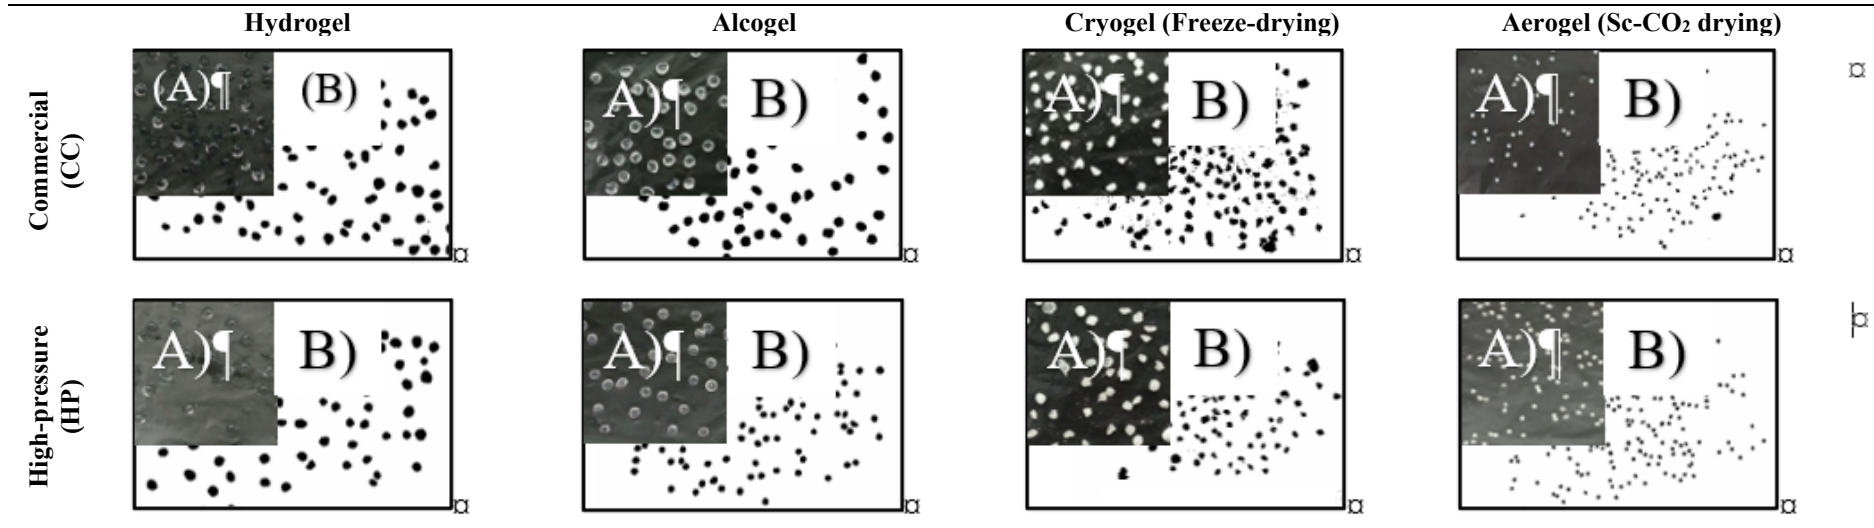 Hydrogel Alcogel Cryogel (Freeze-drying) Aerogel (Sc-CO₂ drying)
Commercial
(CC)
(A)¶ (B) A)¶ B) A)¶ B) A)¶ B) ¤
¤ ¤ ¤ ¤
High-pressure
(HP)
A)¶ B) A)¶ B) A)¶ B) A)¶ B) ¤
¤ ¤ ¤ ¤